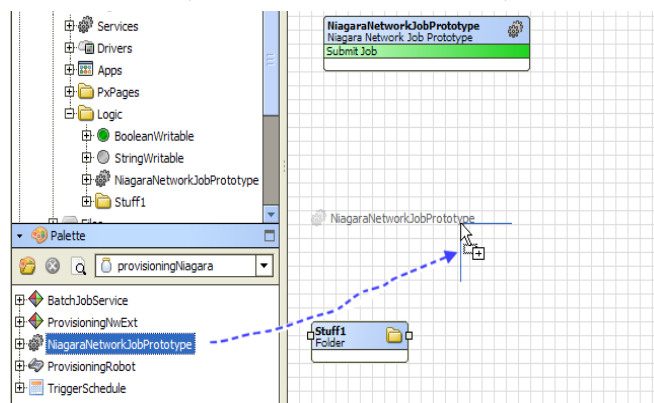 Services
Drivers
Apps
PxPages
Logic
BooleanWritable
StringWritable
NiagaraNetworkJobPrototype
Stuff1
Files
Palette
provisioningNiagara
BatchJobService
ProvisioningNwExt
NiagaraNetworkJobPrototype
ProvisioningRobot
TriggerSchedule
NiagaraNetworkJobPrototype
Niagara Network Job Prototype
Submit Job
NiagaraNetworkJobPrototype
Stuff1
Folder